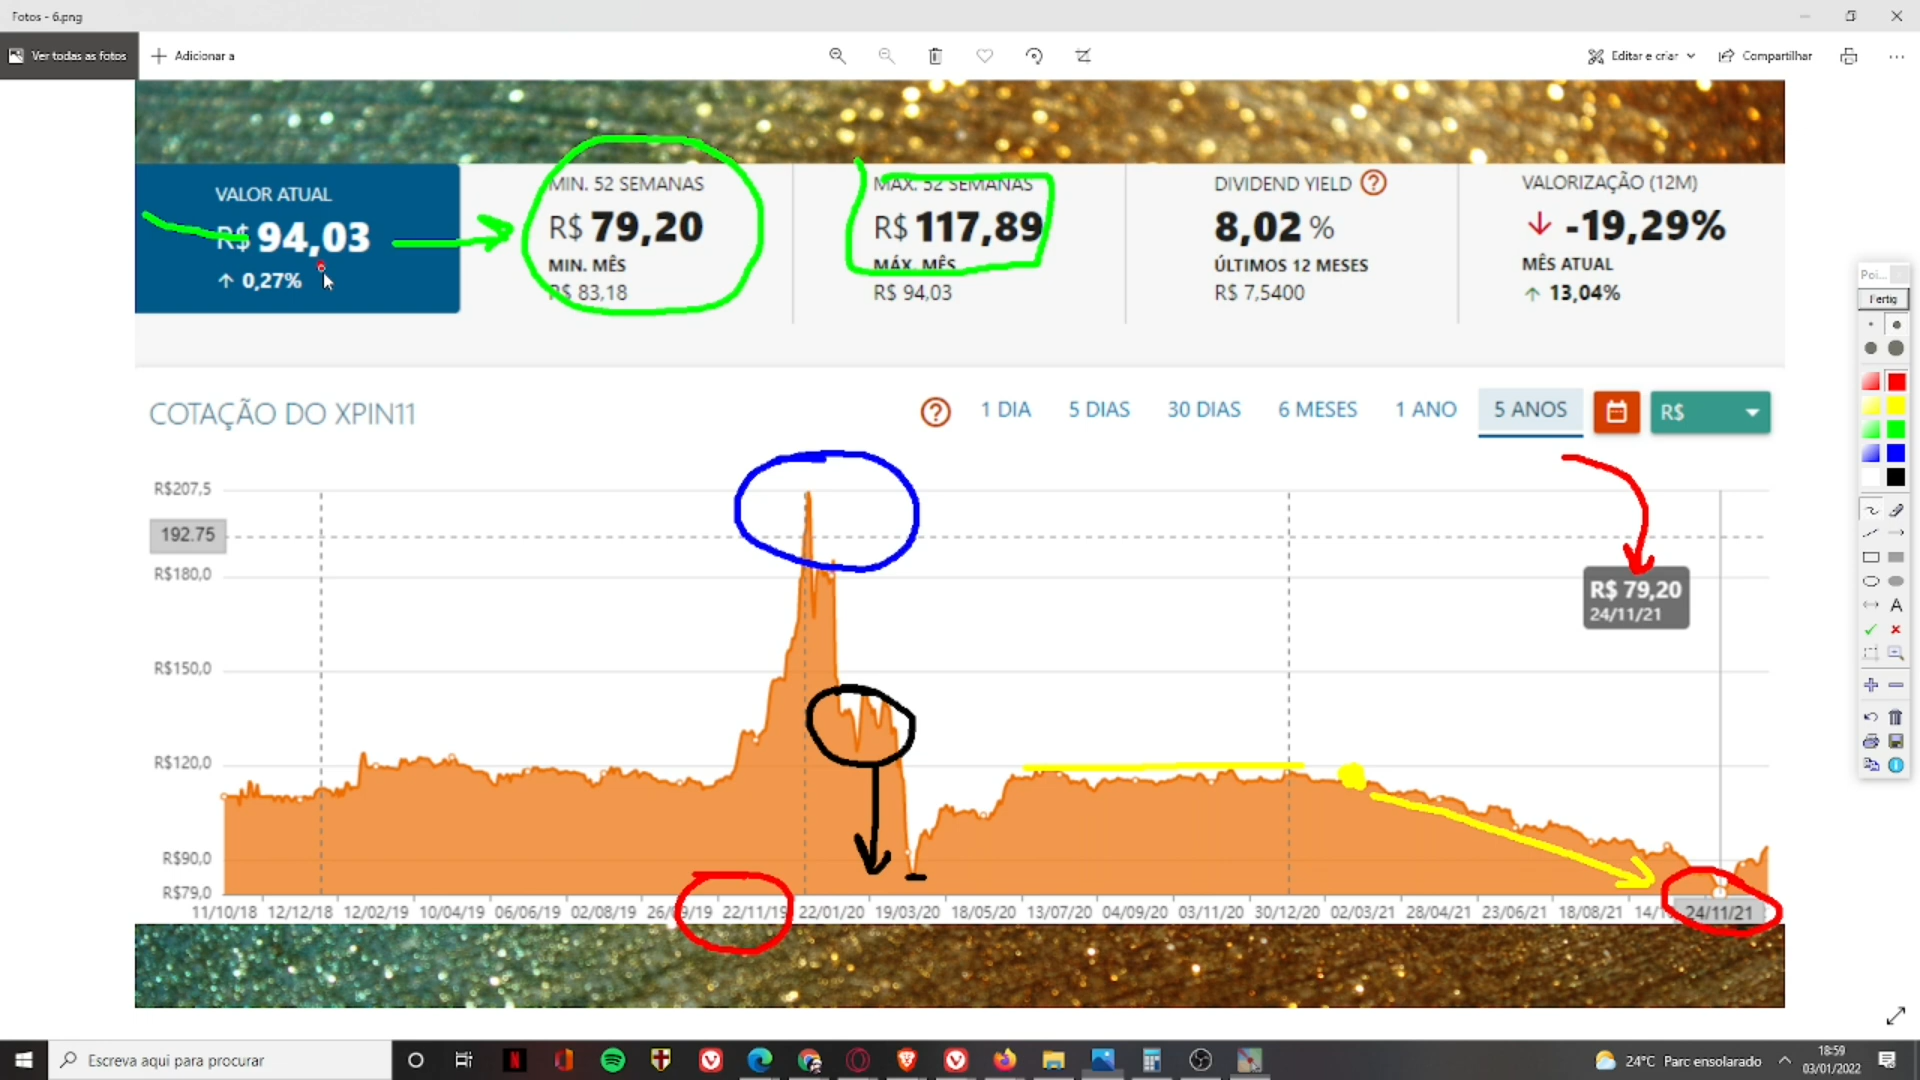 Fotos - 6.png
Ver todas as fotos
Adicionar a
Editar e criar
Compartilhar
VALOR ATUAL
R$ 94,03
0,27%
MIN. 52 SEMANAS
R$ 79,20
MIN. MÊS
R$ 83,18
MÁX. 52 SEMANAS
R$ 117,89
MÁX. MÊS
R$ 94,03
DIVIDEND YIELD ?
8,02 %
ÚLTIMOS 12 MESES
R$ 7,5400
VALORIZAÇÃO (12M)
-19,29%
MÊS ATUAL
13,04%
Poi...
Fertig
COTAÇÃO DO XPIN11
? 1 DIA 5 DIAS 30 DIAS 6 MESES 1 ANO 5 ANOS R$
R$207,5
192.75
R$180,0
R$150,0
R$120,0
R$90,0
R$79,0
R$ 79,20
24/11/21
A
11/10/18 12/12/18 12/02/19 10/04/19 06/06/19 02/08/19 26/09/19 22/11/19 22/01/20 19/03/20 18/05/20 13/07/20 04/09/20 03/11/20 30/12/20 02/03/21 28/04/21 23/06/21 18/08/21 14/1 24/11/21
Escreva aqui para procurar
24°C Parc ensolarado
18:59
03/01/2022